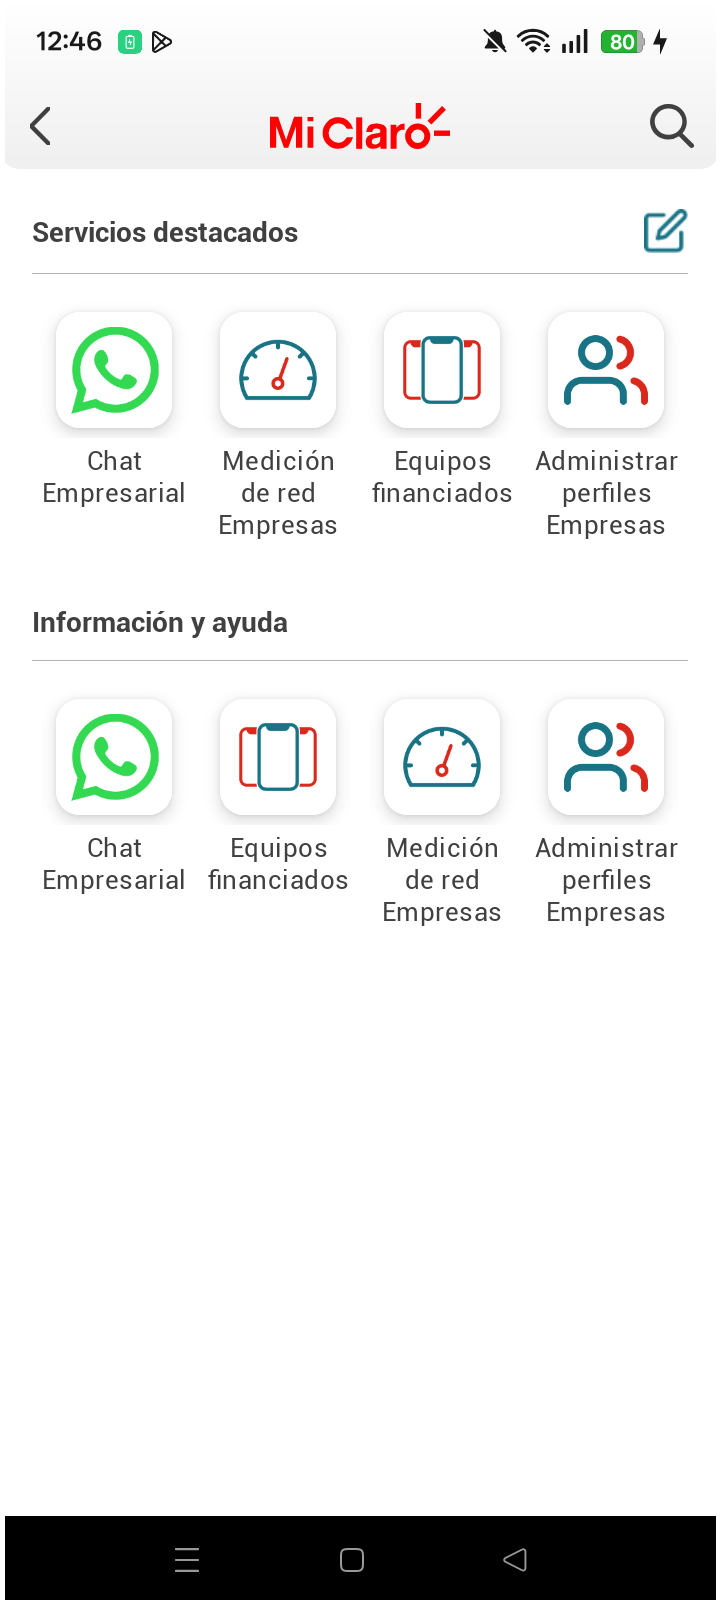 12:46
80
Mi Claro
Servicios destacados
Chat
Empresarial
Medición
de red
Empresas
Equipos
financiados
Administrar
perfiles
Empresas
Información y ayuda
Chat
Empresarial
Equipos
financiados
Medición
de red
Empresas
Administrar
perfiles
Empresas